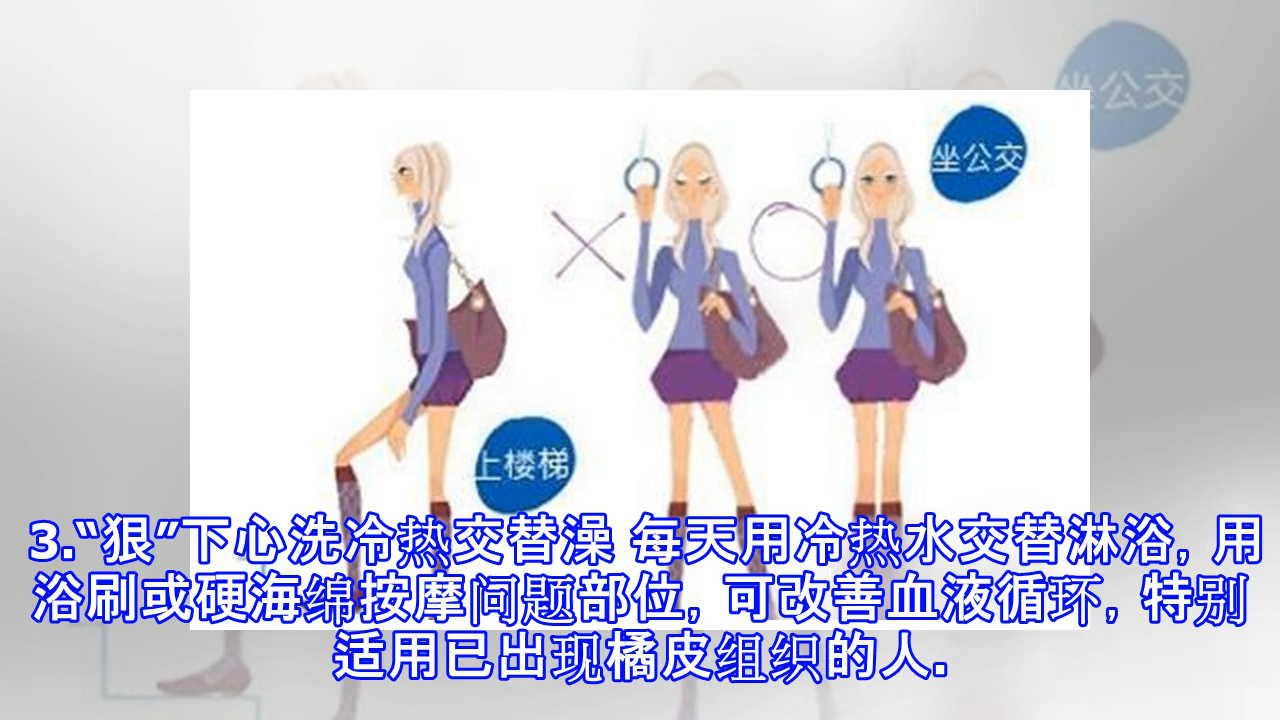 坐公交
坐公交
上楼梯
3.“狠”下心洗冷热交替澡 每天用冷热水交替淋浴, 用
浴刷或硬海绵按摩问题部位, 可改善血液循环, 特别
适用已出现橘皮组织的人.